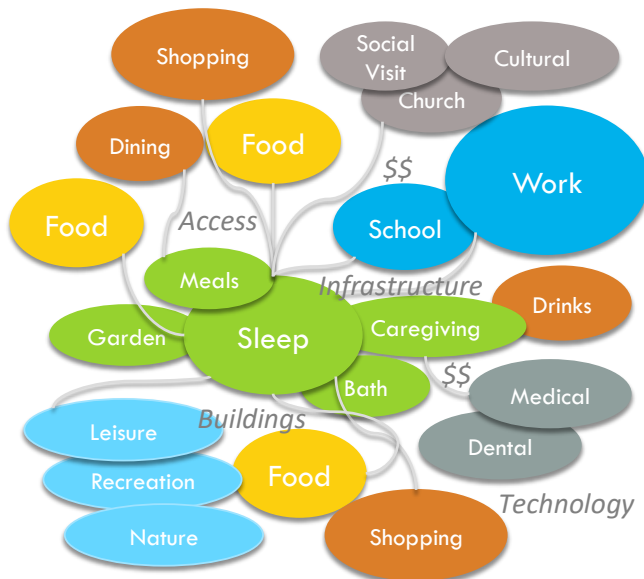 Shopping
Social
Visit
Cultural
Church
Dining
Food
$$
Work
Food
Access
School
Meals
Infrastructure
Garden
Sleep
Caregiving
Drinks
Bath
$$
Medical
Leisure
Buildings
Dental
Recreation
Food
Technology
Nature
Shopping